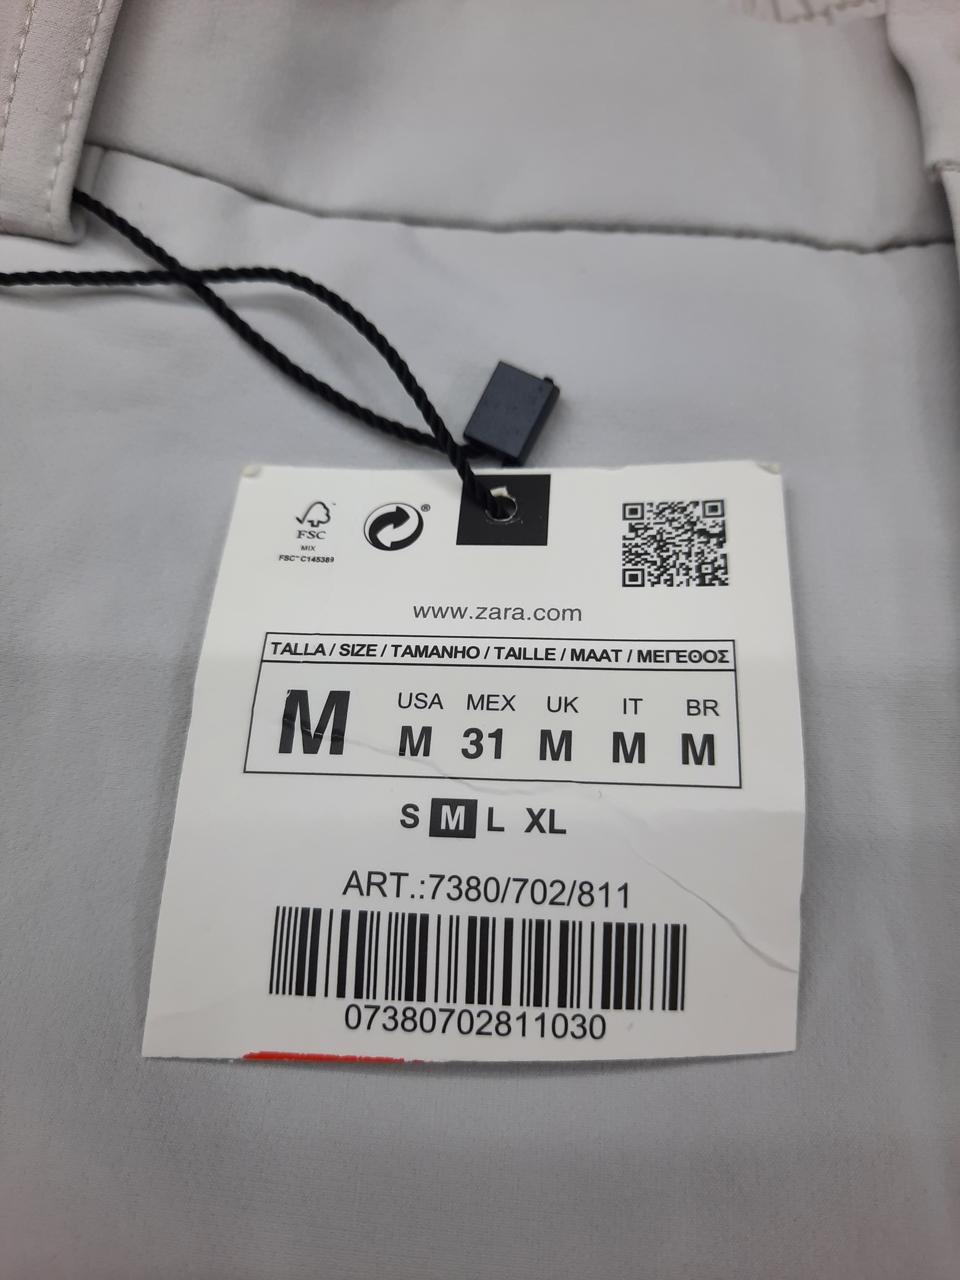 FSC
MIX
FSC™ C145389
®
www.zara.com
TALLA / SIZE / TAMANHO / TAILLE / MAAT / ΜΕΓΕΘΟΣ
M
USA MEX UK IT BR
M 31 M M M
S M L XL
ART.:7380/702/811
07380702811030